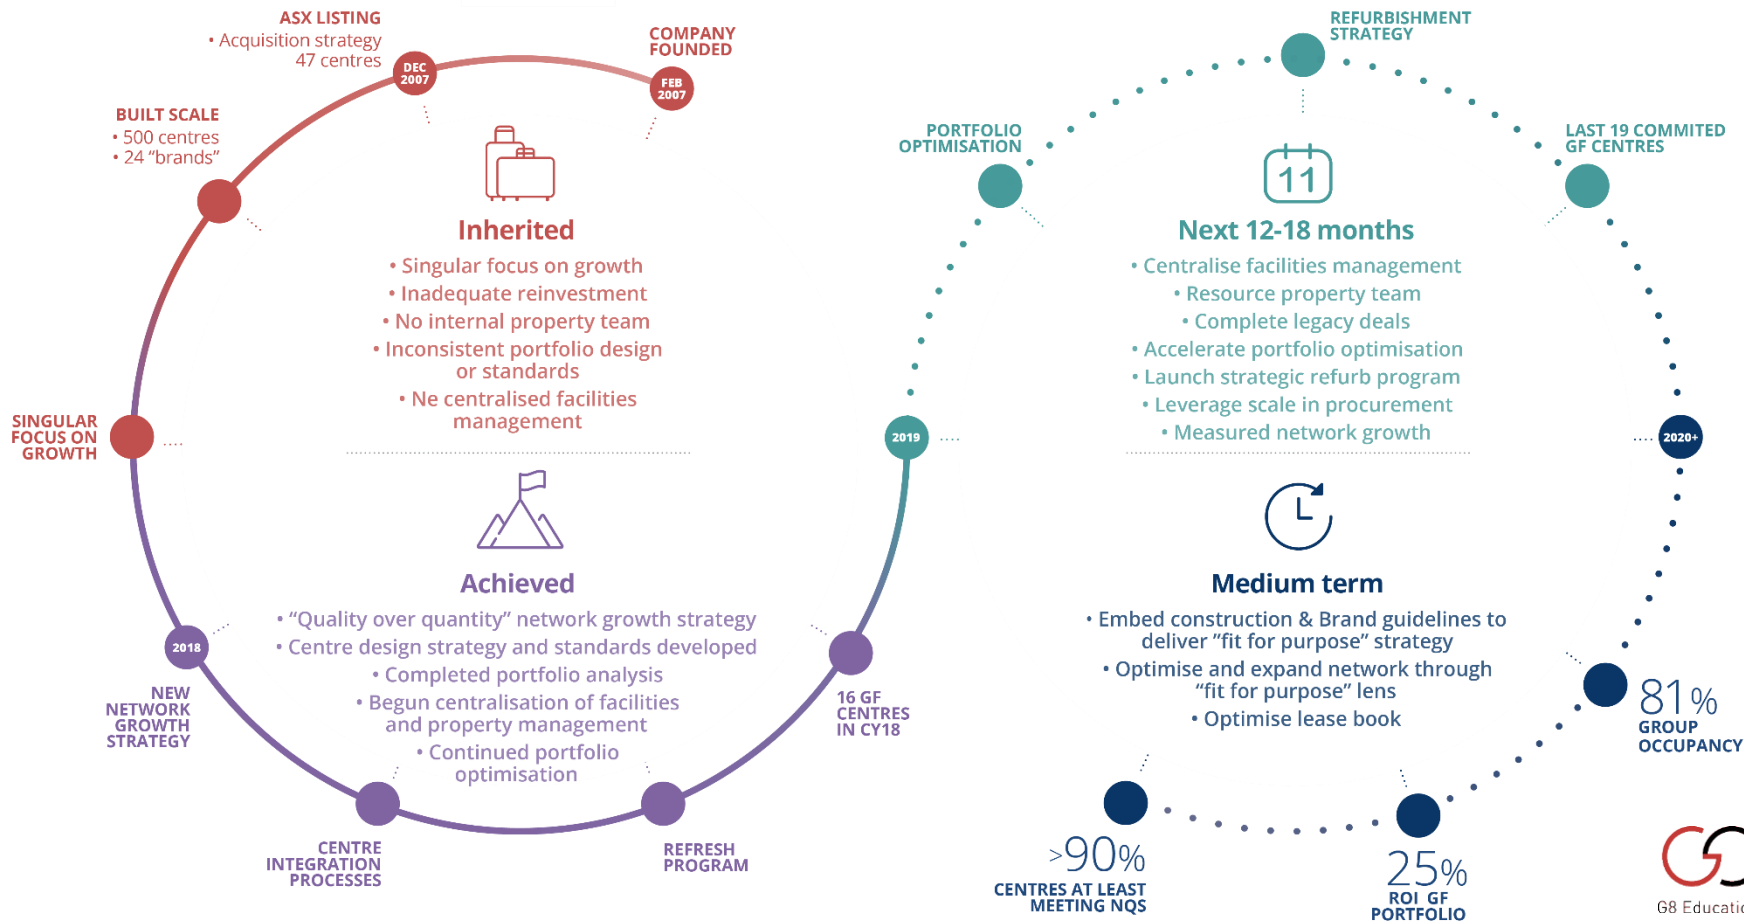 COMPANY
FOUNDED
FEB
2007
ASX LISTING
• Acquisition strategy
47 centres
DEC
2007
BUILT SCALE
• 500 centres
• 24 “brands”
SINGULAR
FOCUS ON
GROWTH
Inherited
• Singular focus on growth
• Inadequate reinvestment
• No internal property team
• Inconsistent portfolio design
or standards
• Ne centralised facilities
management
Achieved
• “Quality over quantity” network growth strategy
• Centre design strategy and standards developed
• Completed portfolio analysis
• Begun centralisation of facilities
and property management
• Continued portfolio
optimisation
2018
NEW
NETWORK
GROWTH
STRATEGY
CENTRE
INTEGRATION
PROCESSES
REFRESH
PROGRAM
16 GF
CENTRES
IN CY18
2019
PORTFOLIO
OPTIMISATION
REFURBISHMENT
STRATEGY
LAST 19 COMMITED
GF CENTRES
11
Next 12-18 months
• Centralise facilities management
• Resource property team
• Complete legacy deals
• Accelerate portfolio optimisation
• Launch strategic refurb program
• Leverage scale in procurement
• Measured network growth
2020+
Medium term
• Embed construction & Brand guidelines to
deliver ”fit for purpose” strategy
• Optimise and expand network through
“fit for purpose” lens
• Optimise lease book
81%
GROUP
OCCUPANCY
25%
ROI GF
PORTFOLIO
>90%
CENTRES AT LEAST
MEETING NQS
G8 Educatio